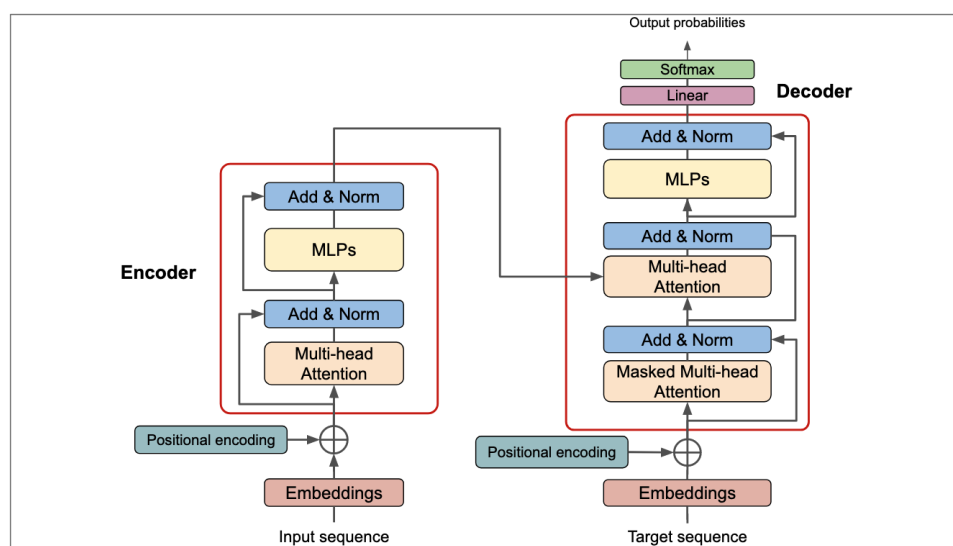 Output probabilities
Softmax
Linear
Decoder
Add & Norm
MLPs
Add & Norm
Multi-head
Attention
Add & Norm
Masked Multi-head
Attention
Positional encoding
Embeddings
Target sequence
Encoder
Add & Norm
MLPs
Add & Norm
Multi-head
Attention
Positional encoding
Embeddings
Input sequence